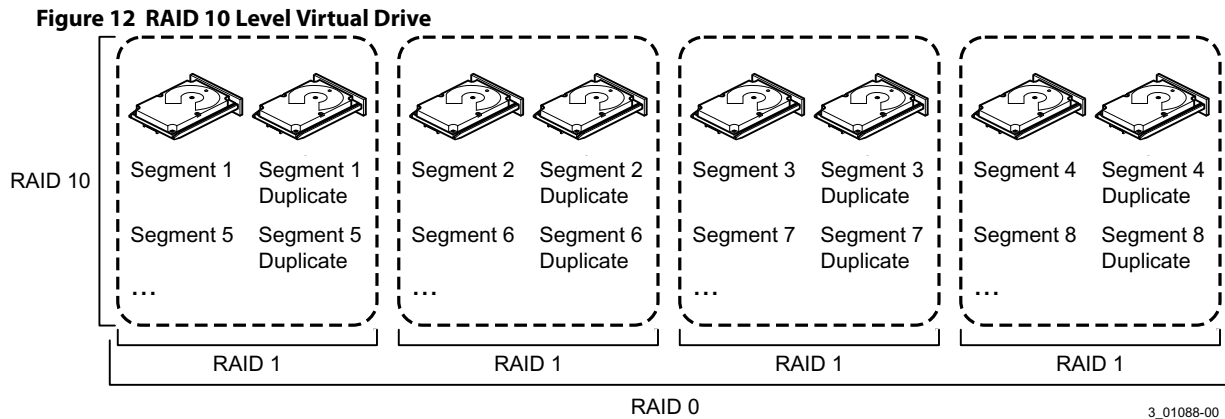 Figure 12 RAID 10 Level Virtual Drive
RAID 10
Segment 1 Segment 1 Duplicate
Segment 5 Segment 5 Duplicate
...
Segment 2 Segment 2 Duplicate
Segment 6 Segment 6 Duplicate
...
Segment 3 Segment 3 Duplicate
Segment 7 Segment 7 Duplicate
...
Segment 4 Segment 4 Duplicate
Segment 8 Segment 8 Duplicate
...
RAID 1 RAID 1 RAID 1 RAID 1
RAID 0
3_01088-00